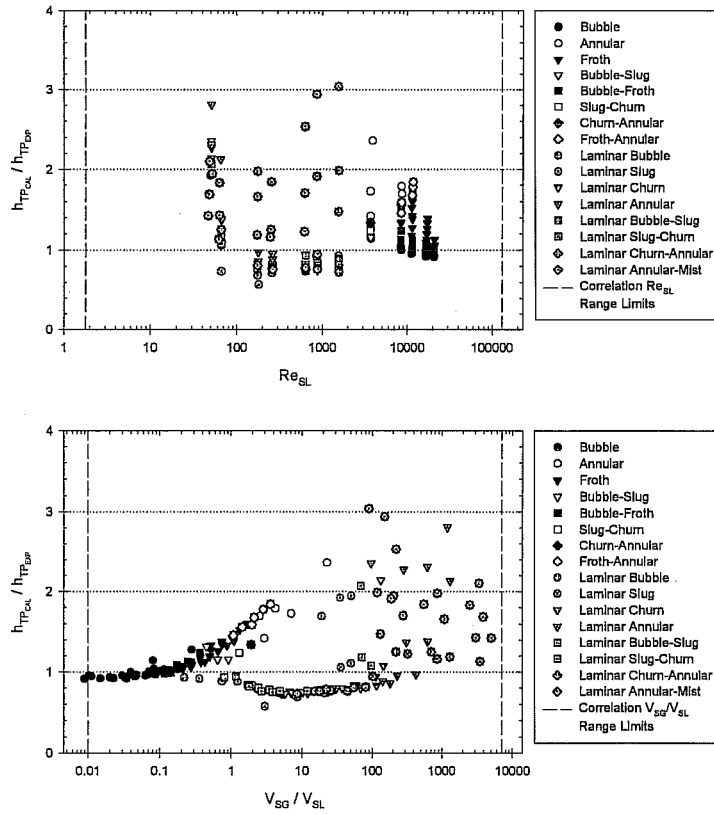 4
3
2
1
0
h_TP_CAL / h_TP_EXP
1 10 100 1000 10000 100000
Re_SL
Bubble
Annular
Froth
Bubble-Slug
Bubble-Froth
Slug-Churn
Churn-Annular
Froth-Annular
Laminar Bubble
Laminar Slug
Laminar Churn
Laminar Annular
Laminar Bubble-Slug
Laminar Slug-Churn
Laminar Churn-Annular
Laminar Annular-Mist
Correlation Re_SL
Range Limits
4
3
2
1
0
h_TP_CAL / h_TP_EXP
0.01 0.1 1 10 100 1000 10000
V_SG / V_SL
Bubble
Annular
Froth
Bubble-Slug
Bubble-Froth
Slug-Churn
Churn-Annular
Froth-Annular
Laminar Bubble
Laminar Slug
Laminar Churn
Laminar Annular
Laminar Bubble-Slug
Laminar Slug-Churn
Laminar Churn-Annular
Laminar Annular-Mist
Correlation V_SG/V_SL
Range Limits